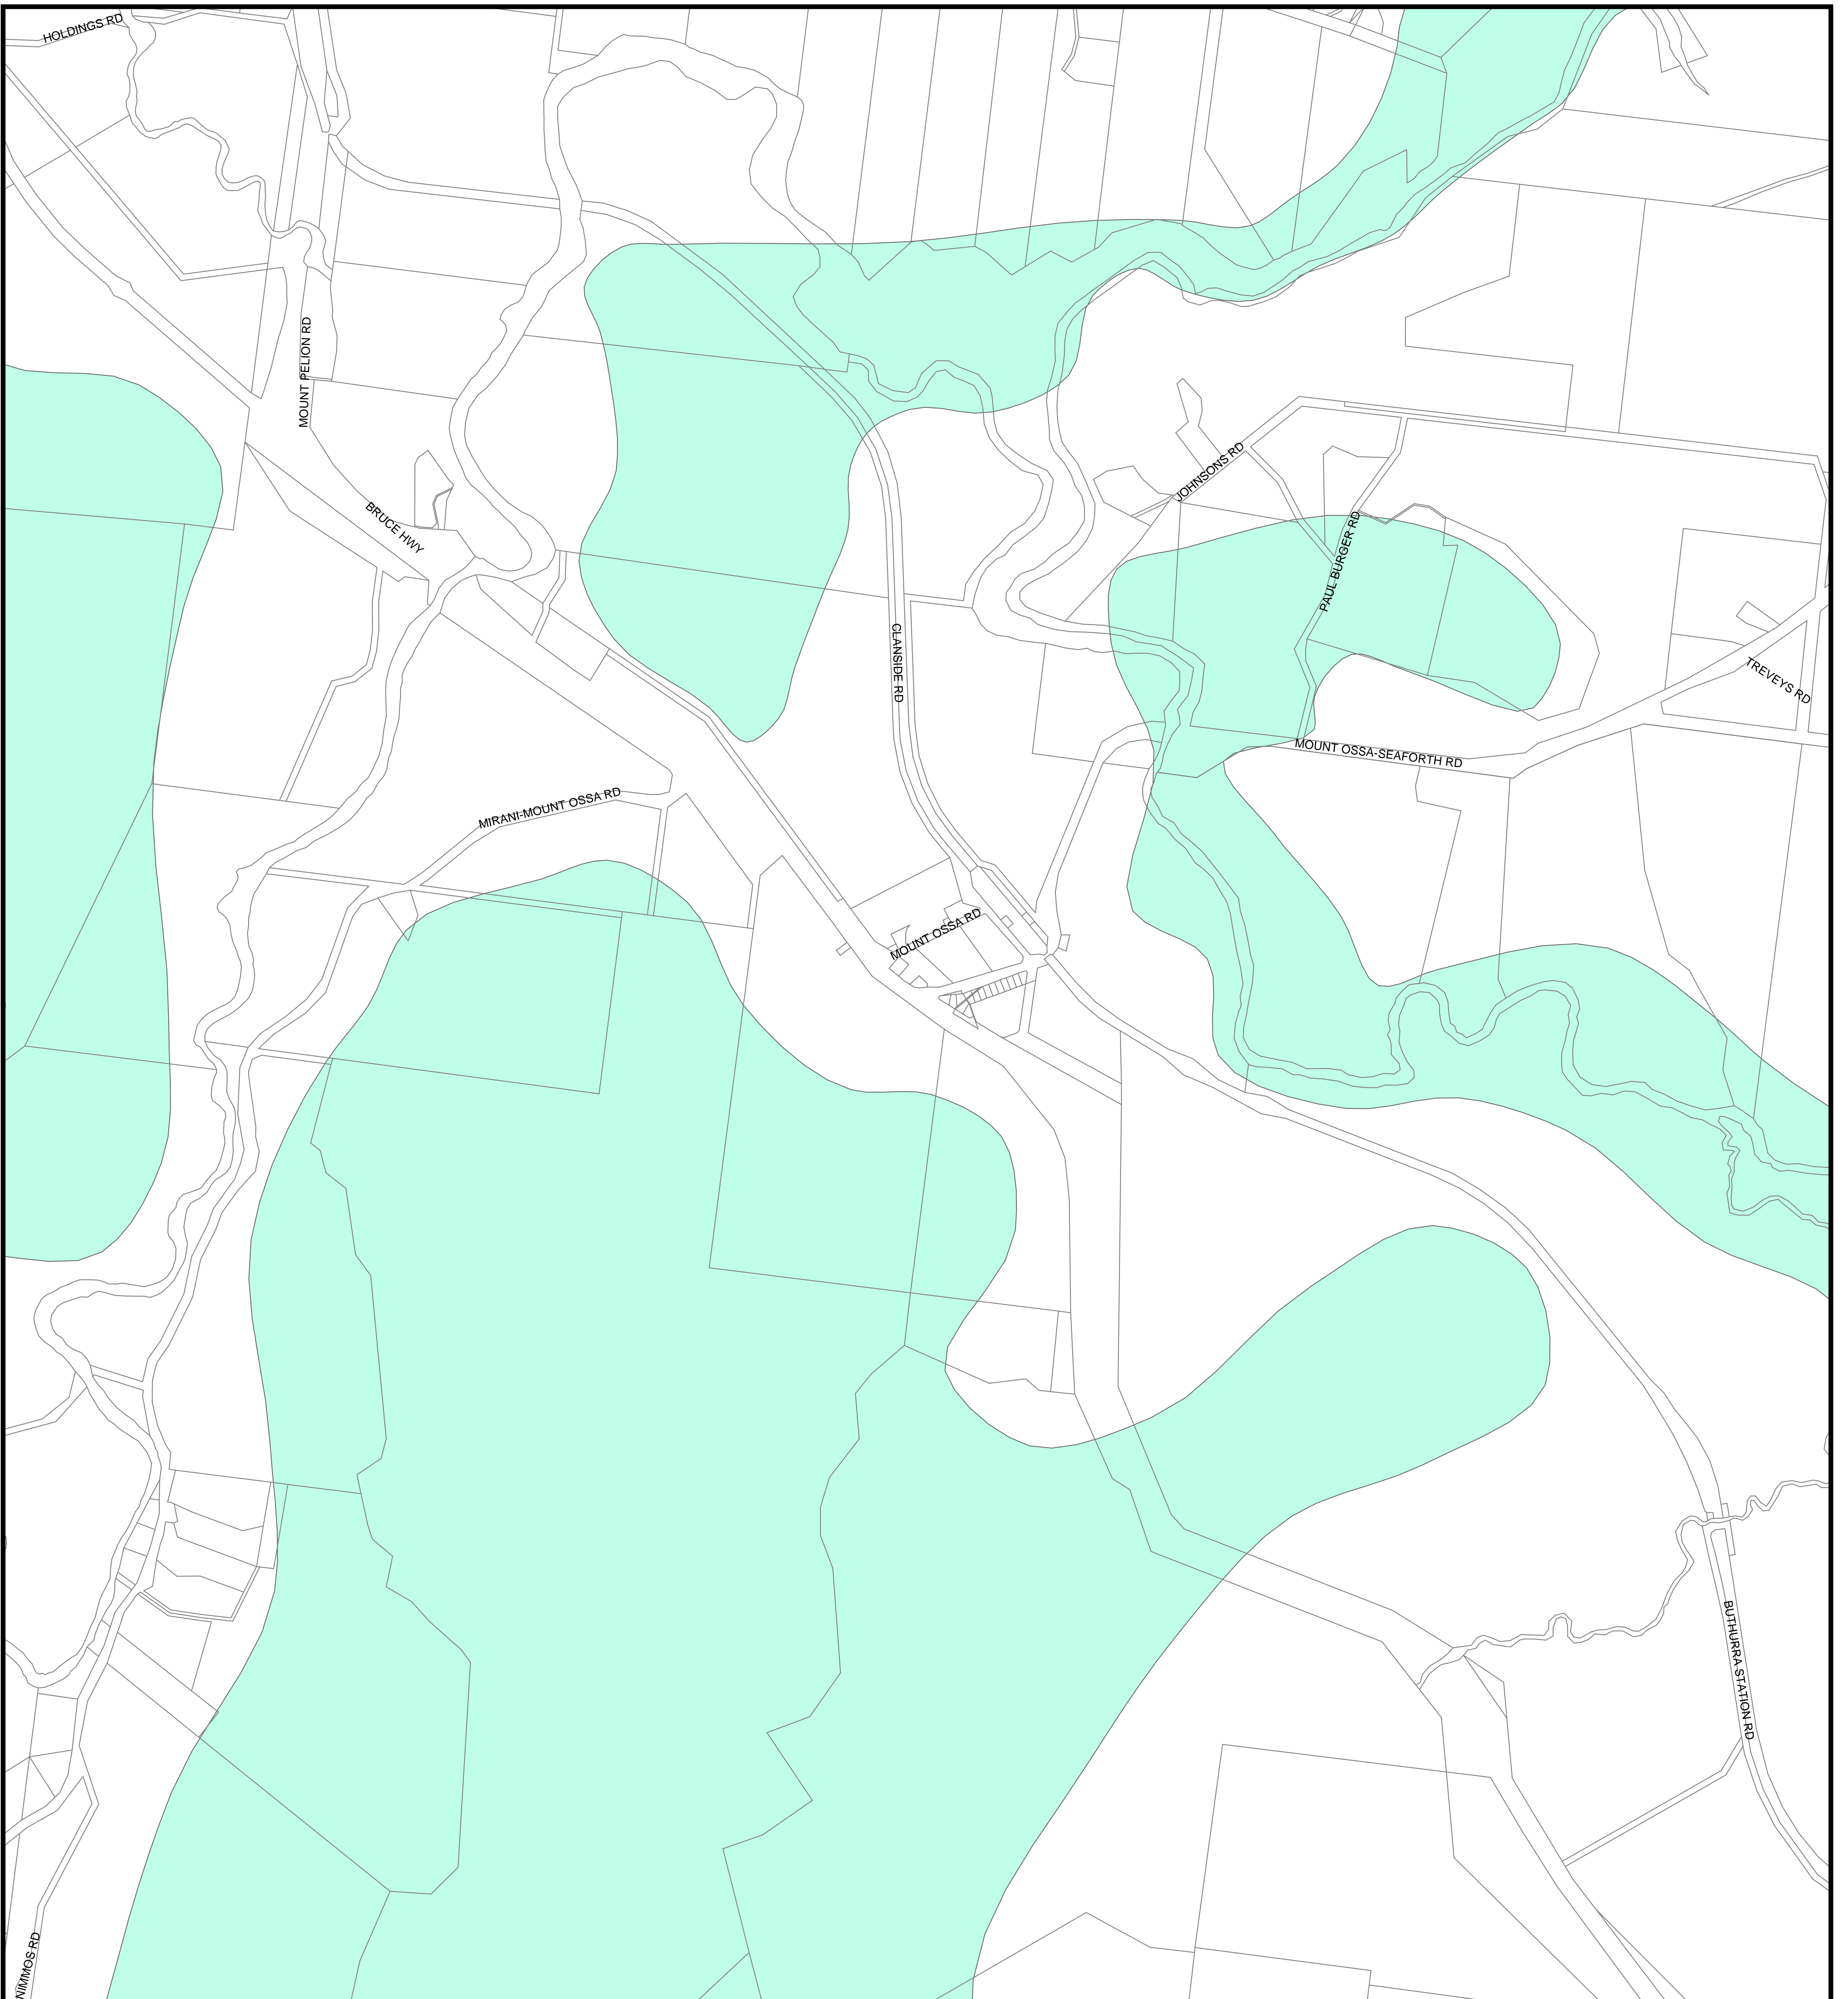 HOLDINGS RD
MOUNT PELION RD
BRUCE HWY
JOHNSONS RD
PAUL BURGER RD
CLANSIDE RD
TREVEYS RD
MOUNT OSSA-SEAFORTH RD
MIRANI-MOUNT OSSA RD
MOUNT OSSA RD
BUTHURRA STATION RD
NIMMOS RD